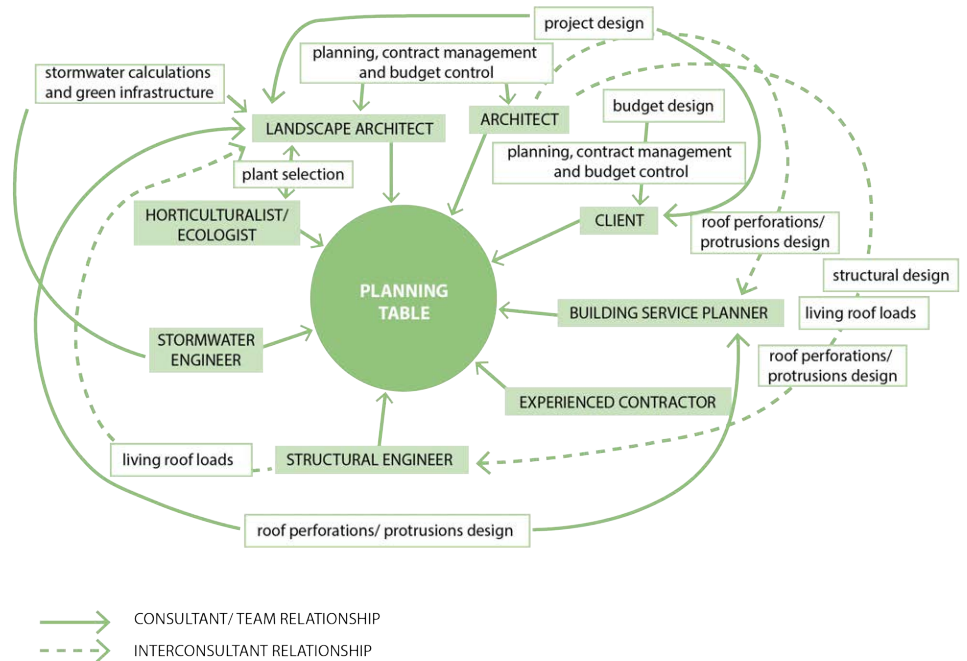 project design
planning, contract management
and budget control
stormwater calculations
and green infrastructure
budget design
ARCHITECT
LANDSCAPE ARCHITECT
planning, contract management
and budget control
plant selection
HORTICULTURALIST/
ECOLOGIST
CLIENT
roof perforations/
protrusions design
structural design
PLANNING
TABLE
BUILDING SERVICE PLANNER
living roof loads
STORMWATER
ENGINEER
roof perforations/
protrusions design
EXPERIENCED CONTRACTOR
living roof loads
STRUCTURAL ENGINEER
roof perforations/ protrusions design
CONSULTANT/ TEAM RELATIONSHIP
INTERCONSULTANT RELATIONSHIP